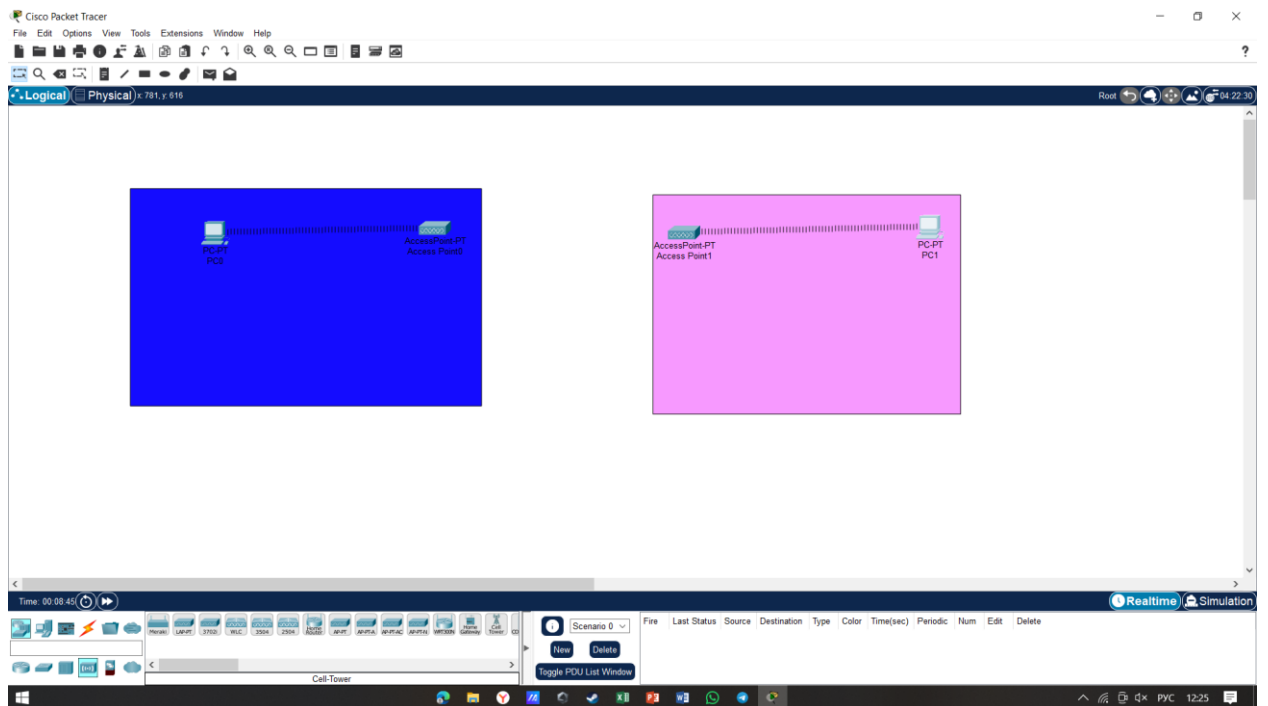 Cisco Packet Tracer
File Edit Options View Tools Extensions Window Help
?
Logical Physical x: 781, y: 616 Root 04:22:30
PC-PT
PC0
AccessPoint-PT
Access Point0
AccessPoint-PT
Access Point1
PC-PT
PC1
Time: 00:08:45 Realtime Simulation
Meraki LAP-PT 3702i WLC 3504 2504 Home Router AP-PT AP-PT-A AP-PT-AC AP-PT-N WRT300N Home Gateway Cell Tower
Cell-Tower
Scenario 0
New Delete
Toggle PDU List Window
Fire Last Status Source Destination Type Color Time(sec) Periodic Num Edit Delete
РУС 12:25